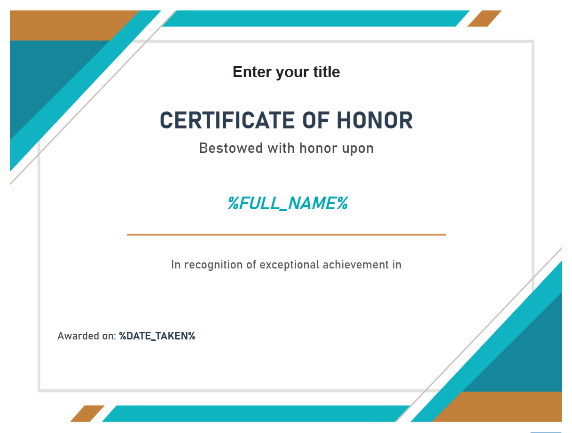 Enter your title
CERTIFICATE OF HONOR
Bestowed with honor upon
%FULL_NAME%
In recognition of exceptional achievement in
Awarded on: %DATE_TAKEN%